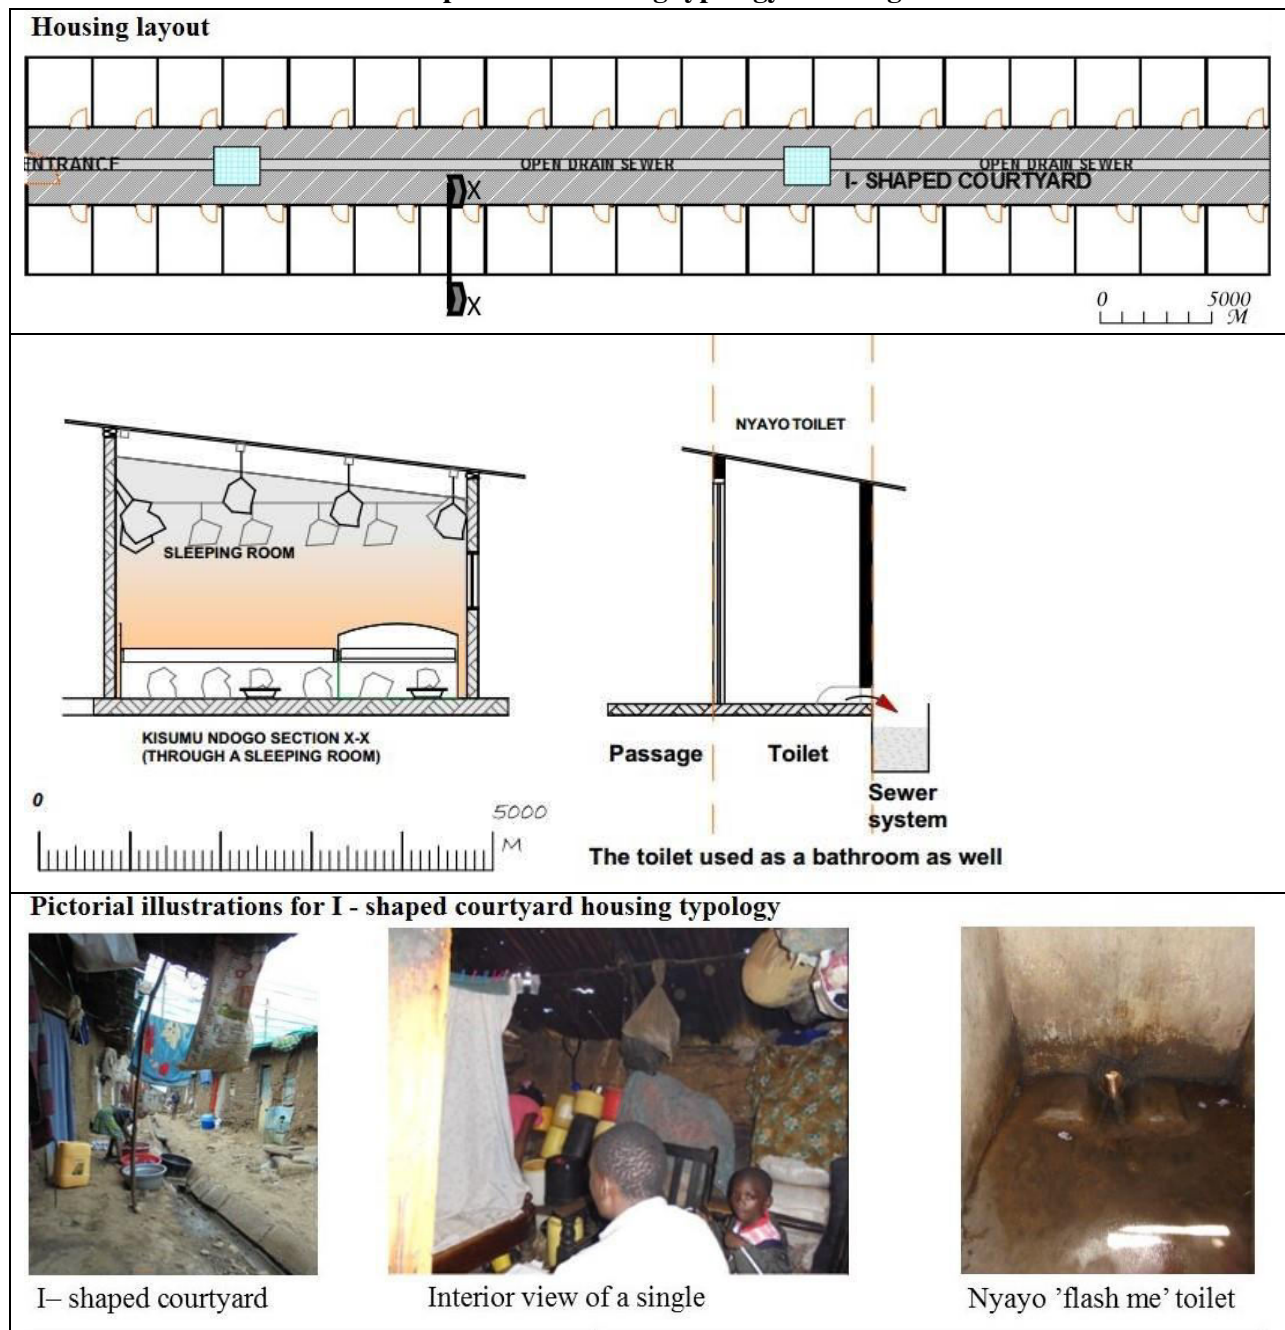 Housing layout
ENTRANCE
OPEN DRAIN SEWER
OPEN DRAIN SEWER
I- SHAPED COURTYARD
X
X
0 5000
M
NYAYO TOILET
SLEEPING ROOM
KISUMU NDOGO SECTION X-X
(THROUGH A SLEEPING ROOM)
Passage Toilet
Sewer
system
0 5000
M
The toilet used as a bathroom as well
Pictorial illustrations for I - shaped courtyard housing typology
I– shaped courtyard
Interior view of a single
Nyayo ’flash me’ toilet